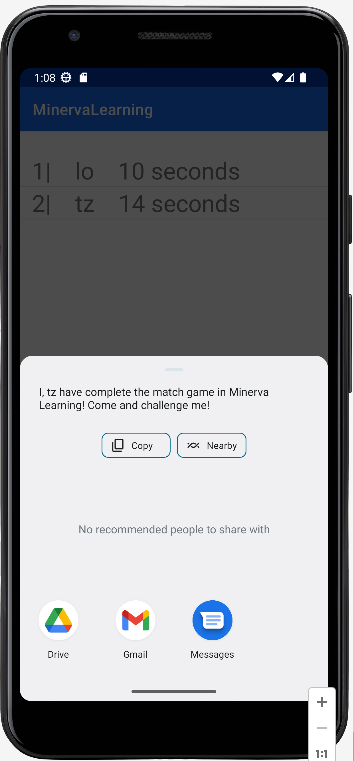 1:08
MinervaLearning
1| lo 10 seconds
2| tz 14 seconds
I, tz have complete the match game in Minerva
Learning! Come and challenge me!
Copy Nearby
No recommended people to share with
Drive Gmail Messages
+
−
1:1